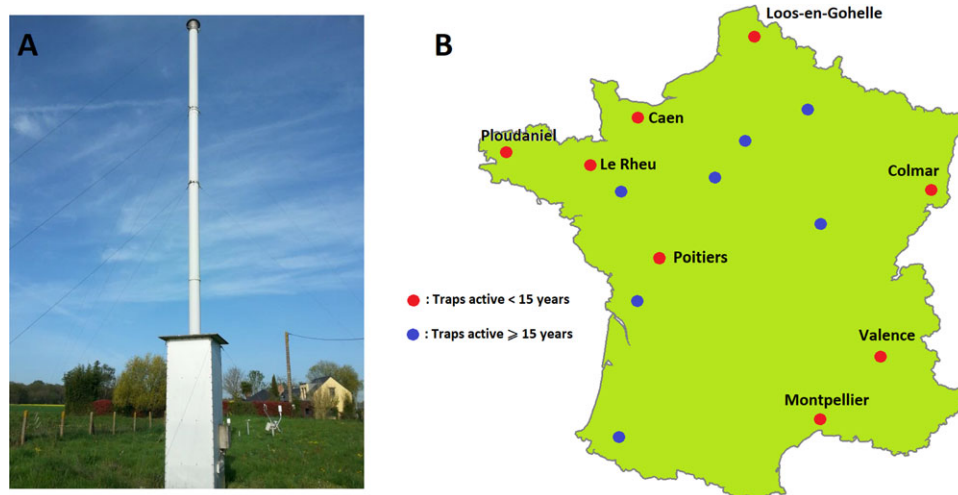 A
B
Loos-en-Gohelle
Caen
Ploudaniel
Le Rheu
Colmar
Poitiers
: Traps active < 15 years
: Traps active ⩾ 15 years
Valence
Montpellier